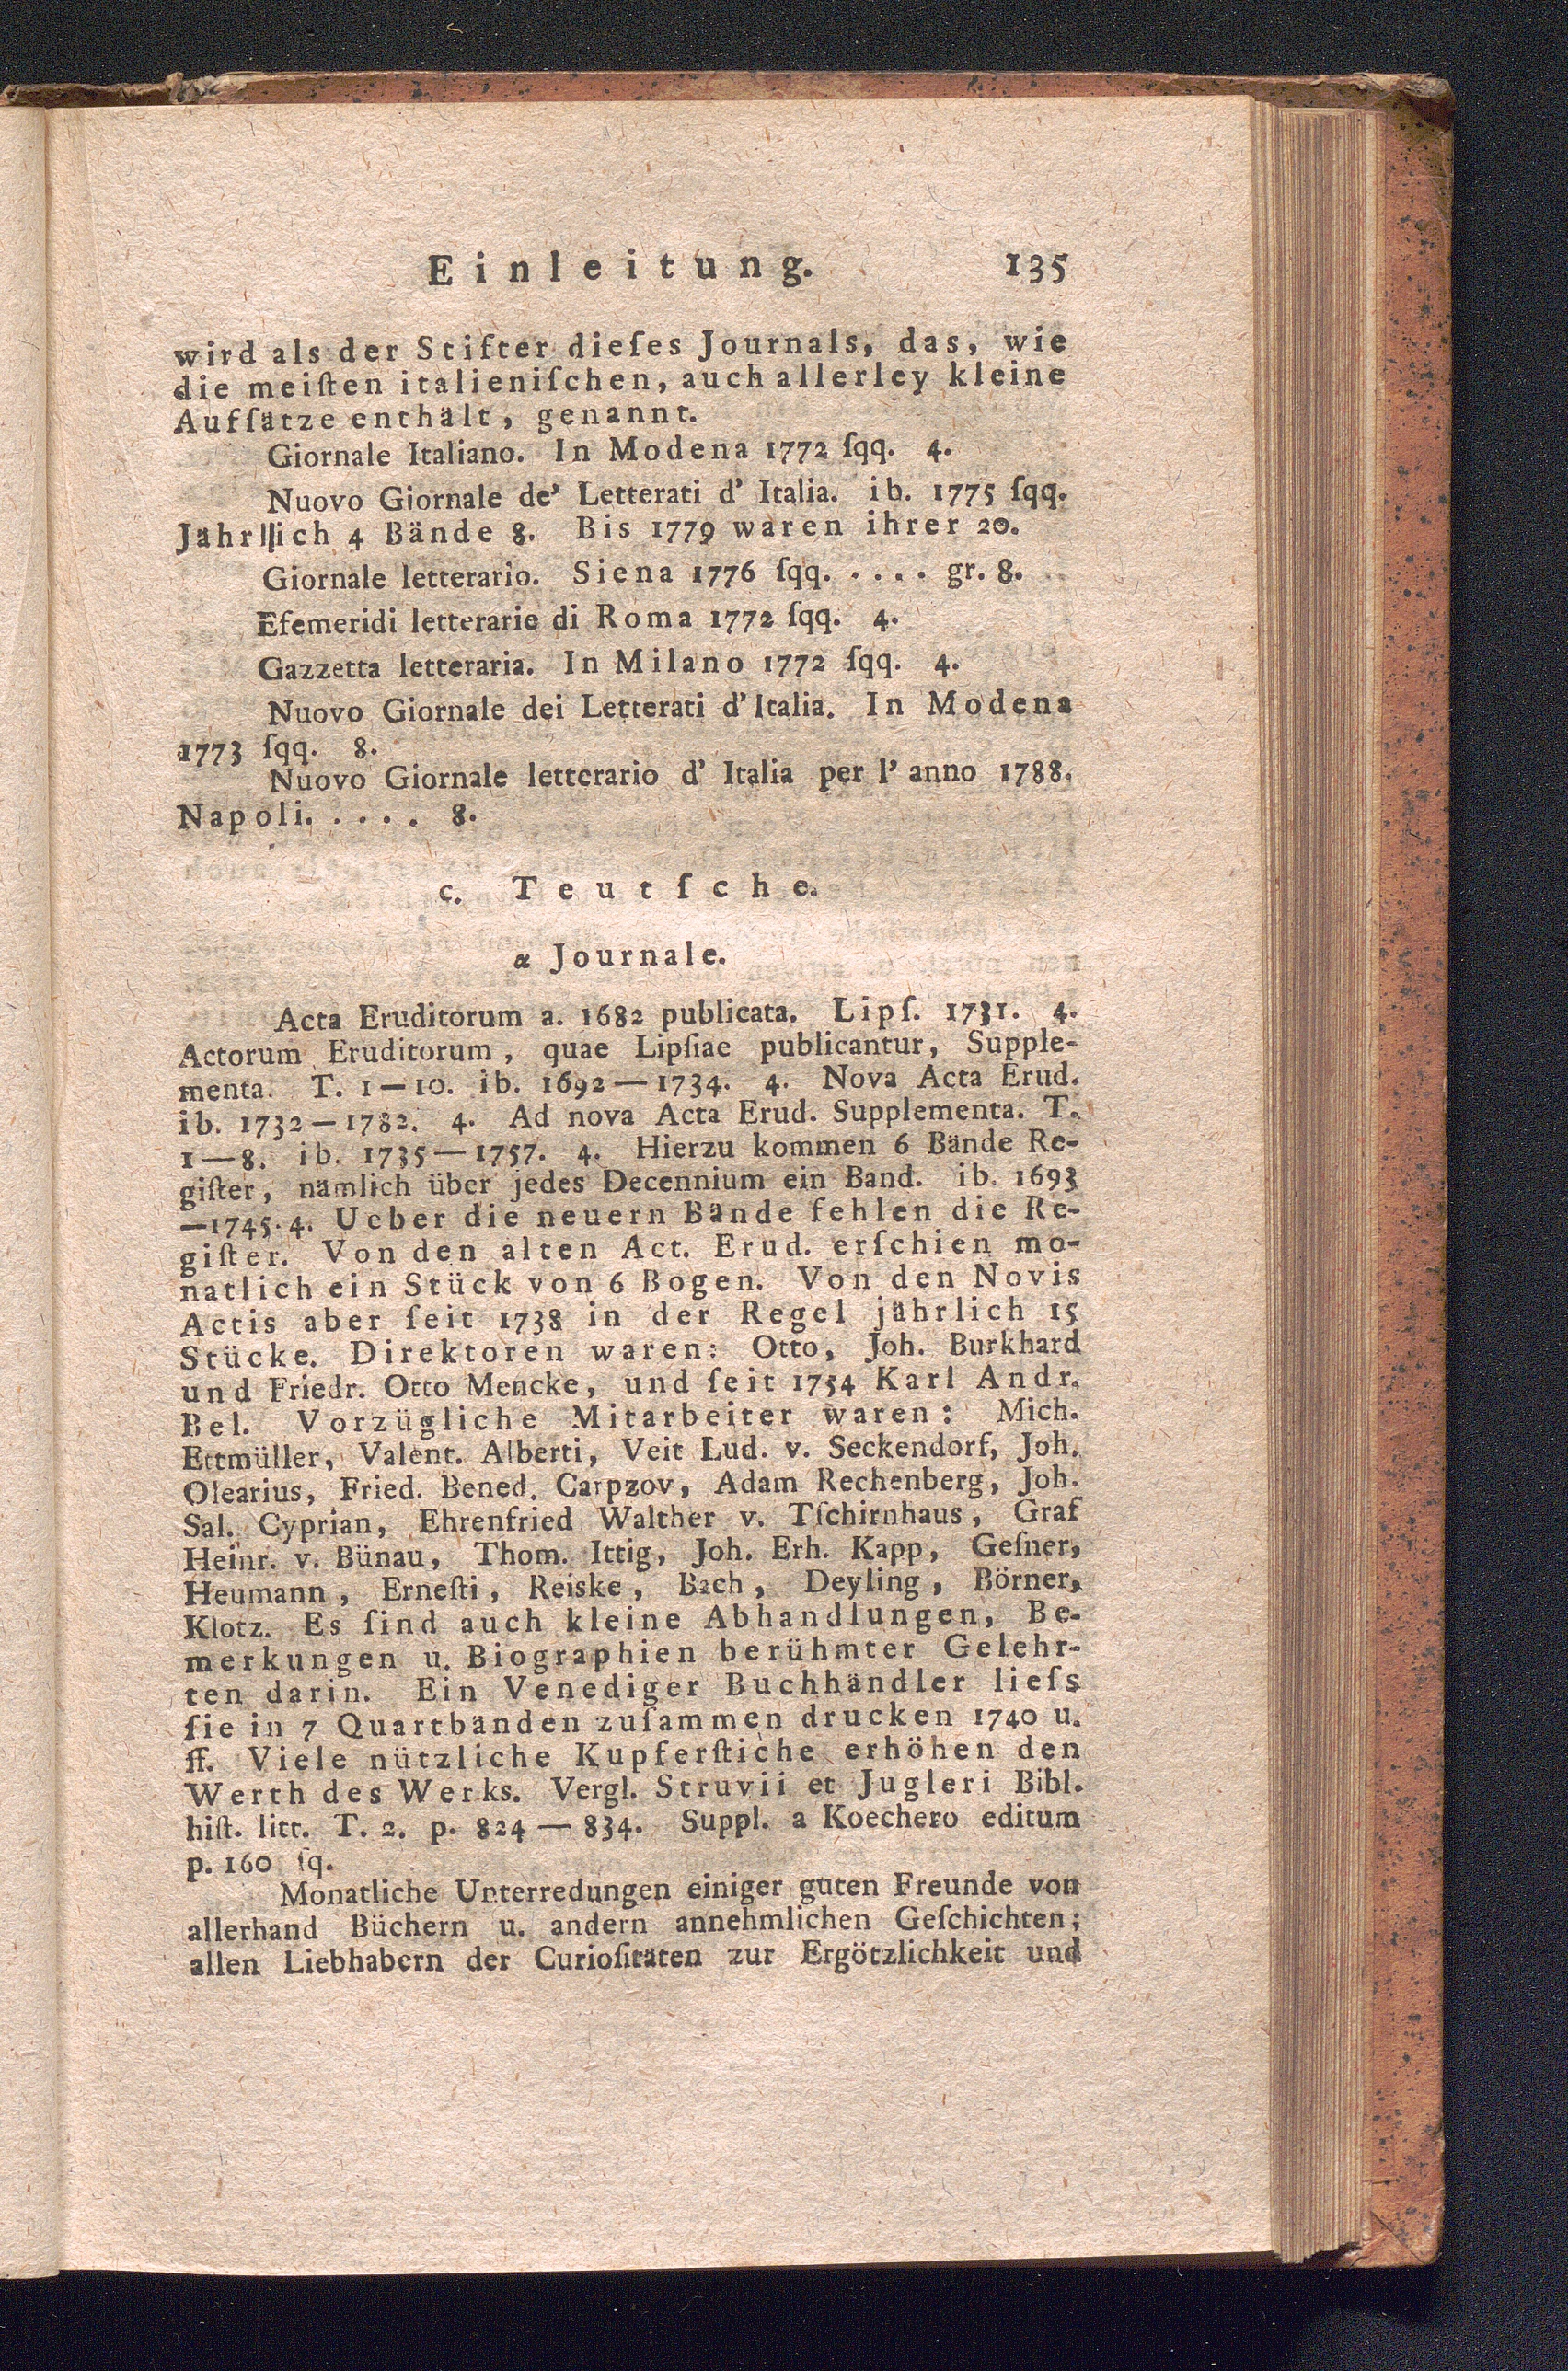 Einleitung. 135
wird als der Stifter dieſes Journals, das, wie
die meiſten italieniſchen, auch allerley kleine
Aufſätze enthält, genannt.
Giornale Italiano. In Modena 1772 ſqq. 4.
Nuovo Giornale de' Letterati d' Italia. ib. 1775 ſqq.
Jährllich 4 Bände 8. Bis 1779 waren ihrer 20.
Giornale letterario. Siena 1776 ſqq. . . . . gr. 8.
Efemeridi letterarie di Roma 1772 ſqq. 4.
Gazzetta letteraria. In Milano 1772 ſqq. 4.
Nuovo Giornale dei Letterati d' Italia. In Modena
1773 ſqq. 8.
Nuovo Giornale letterario d' Italia per l' anno 1788.
Napoli. . . . . 8.
c. Teutſche.
α Journale.
Acta Eruditorum a. 1682 publicata. Lipſ. 1731. 4.
Actorum Eruditorum, quae Lipſiae publicantur, Supple-
menta. T. 1—10. ib. 1692—1734. 4. Nova Acta Erud.
ib. 1732—1782. 4. Ad nova Acta Erud. Supplementa. T.
1—8. ib. 1735—1757. 4. Hierzu kommen 6 Bände Re-
giſter, nämlich über jedes Decennium ein Band. ib. 1693
—1745. 4. Ueber die neuern Bände fehlen die Re-
giſter. Von den alten Act. Erud. erſchien mo-
natlich ein Stück von 6 Bogen. Von den Novis
Actis aber ſeit 1738 in der Regel jährlich 15
Stücke. Direktoren waren: Otto, Joh. Burkhard
und Friedr. Otto Mencke, und ſeit 1754 Karl Andr.
Bel. Vorzügliche Mitarbeiter waren: Mich.
Ettmüller, Valent. Alberti, Veit Lud. v. Seckendorf, Joh.
Olearius, Fried. Bened. Carpzov, Adam Rechenberg, Joh.
Sal. Cyprian, Ehrenfried Walther v. Tſchirnhaus, Graf
Heinr. v. Bünau, Thom. Ittig, Joh. Erh. Kapp, Geſner,
Heumann, Erneſti, Reiske, Bach, Deyling, Börner,
Klotz. Es ſind auch kleine Abhandlungen, Be-
merkungen u. Biographien berühmter Gelehr-
ten darin. Ein Venediger Buchhändler lieſs
ſie in 7 Quartbänden zuſammen drucken 1740 u.
ff. Viele nützliche Kupferſtiche erhöhen den
Werth des Werks. Vergl. Struvii et Jugleri Bibl.
hiſt. litt. T. 2. p. 824—834. Suppl. a Koechero editum
p. 160 ſq.
Monatliche Unterredungen einiger guten Freunde von
allerhand Büchern u. andern annehmlichen Geſchichten;
allen Liebhabern der Curioſitäten zur Ergötzlichkeit und